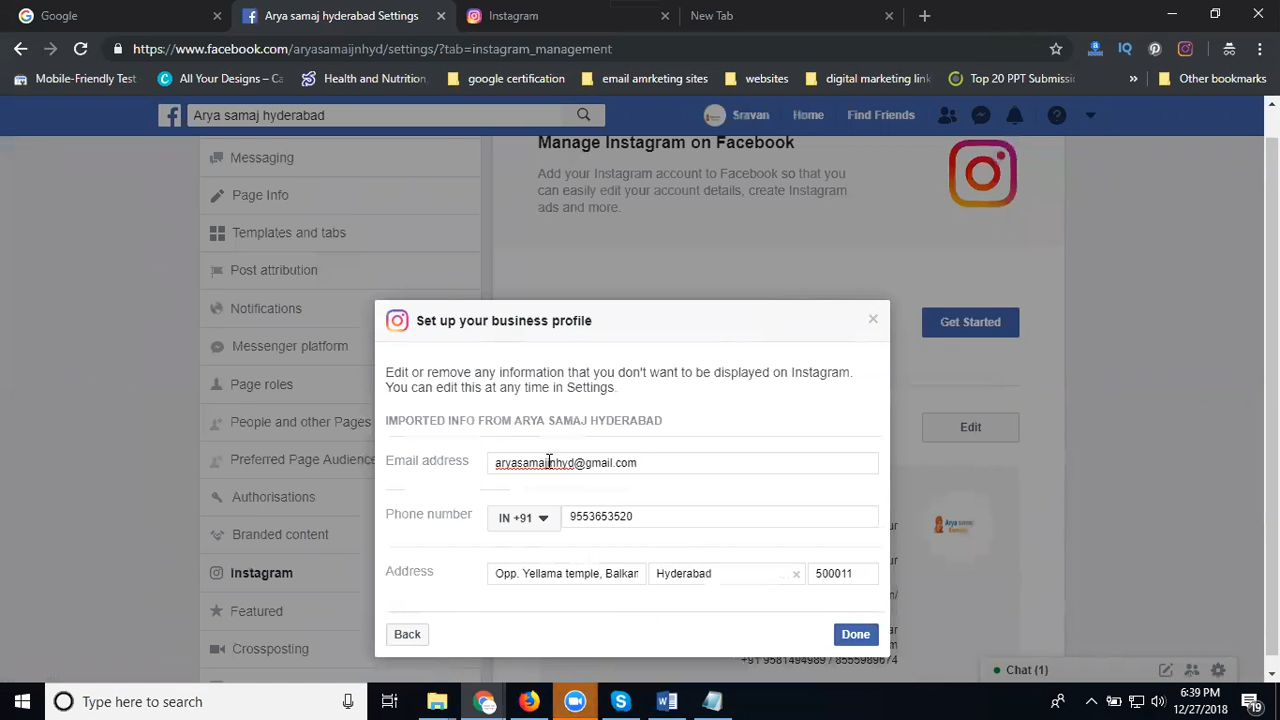 Google
Arya samaj hyderabad Settings
Instagram
New Tab
https://www.facebook.com/aryasamaijnhyd/settings/?tab=instagram_management
Mobile-Friendly Test
All Your Designs – Ca
Health and Nutrition.
google certification
email amrketing sites
websites
digital marketing link
Top 20 PPT Submissi
Other bookmarks
Arya samaj hyderabad
Sravan
Home
Find Friends
Messaging
Page Info
Templates and tabs
Post attribution
Notifications
Messenger platform
Page roles
People and other Pages
Preferred Page Audience
Authorisations
Branded content
Instagram
Featured
Crossposting
Manage Instagram on Facebook
Add your Instagram account to Facebook so that you
can easily edit your account details, create Instagram
ads and more.
Get Started
Edit
Set up your business profile
Edit or remove any information that you don't want to be displayed on Instagram.
You can edit this at any time in Settings.
IMPORTED INFO FROM ARYA SAMAJ HYDERABAD
Email address
aryasamaijnhyd@gmail.com
Phone number
IN +91
9553653520
Address
Opp. Yellama temple, Balkan
Hyderabad
500011
Back
Done
+91 9581494989 / 8555989674
Chat (1)
Type here to search
6:39 PM
12/27/2018
19